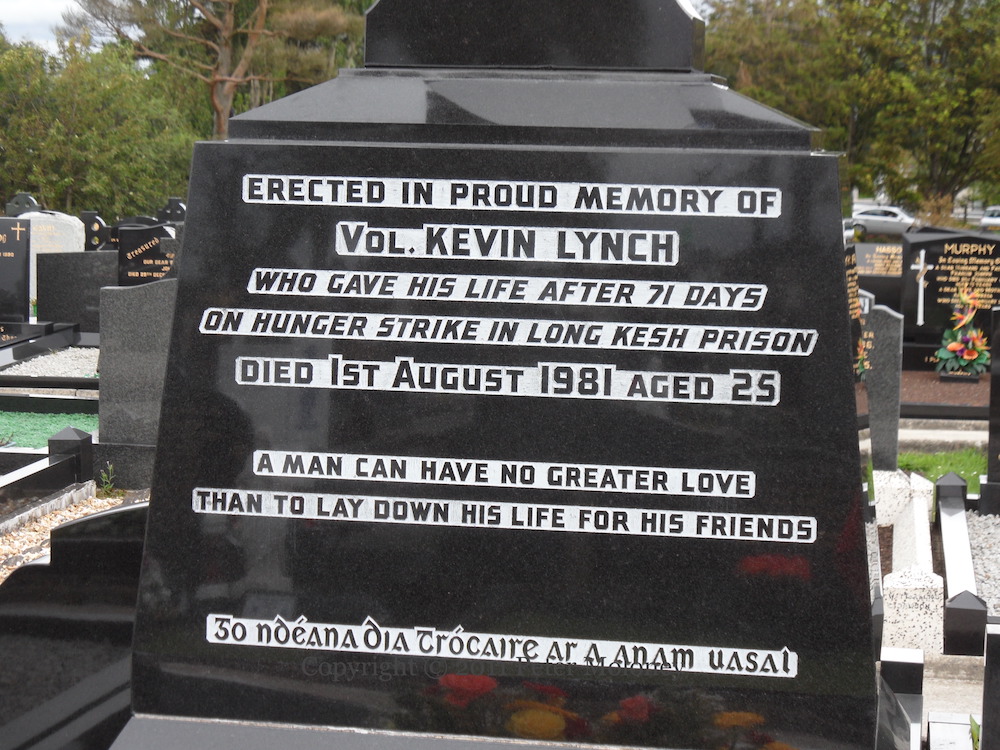 ERECTED IN PROUD MEMORY OF
VOL. KEVIN LYNCH
WHO GAVE HIS LIFE AFTER 71 DAYS
ON HUNGER STRIKE IN LONG KESH PRISON
DIED 1ST AUGUST 1981 AGED 25
A MAN CAN HAVE NO GREATER LOVE
THAN TO LAY DOWN HIS LIFE FOR HIS FRIENDS
Go ndéana Dia Trócaire ar a anam uasal
Copyright ©
Treasured
MURPHY